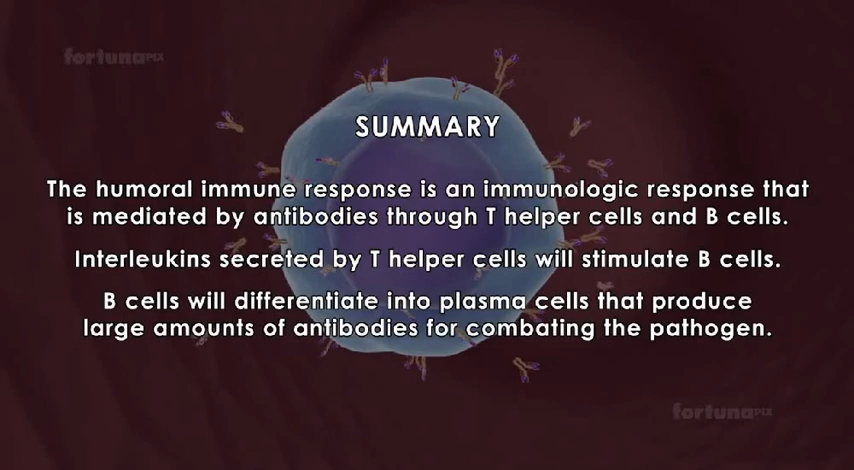 fortunaPIX
SUMMARY
The humoral immune response is an immunologic response that
is mediated by antibodies through T helper cells and B cells.
Interleukins secreted by T helper cells will stimulate B cells.
B cells will differentiate into plasma cells that produce
large amounts of antibodies for combating the pathogen.
fortunaPIX